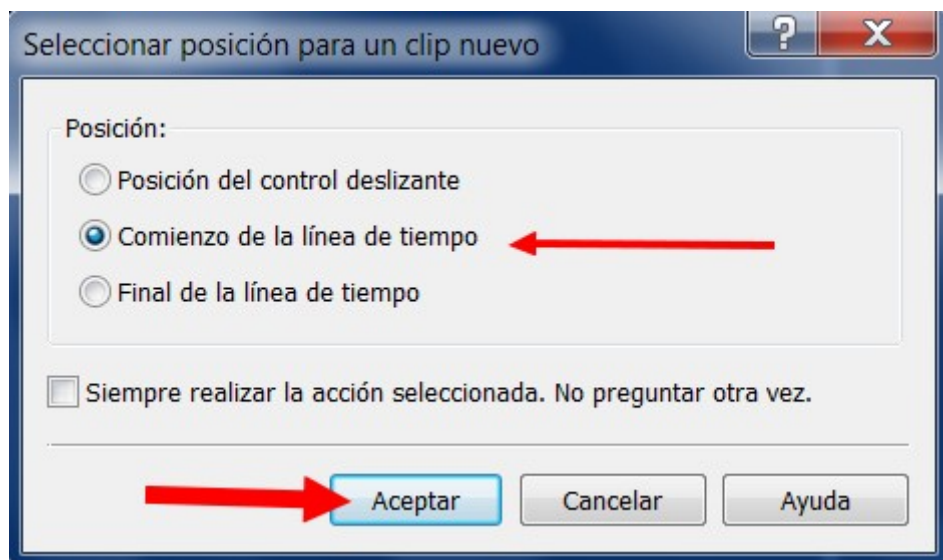 Seleccionar posición para un clip nuevo
? X
Posición:
Posición del control deslizante
Comienzo de la línea de tiempo
Final de la línea de tiempo
Siempre realizar la acción seleccionada. No preguntar otra vez.
Aceptar Cancelar Ayuda